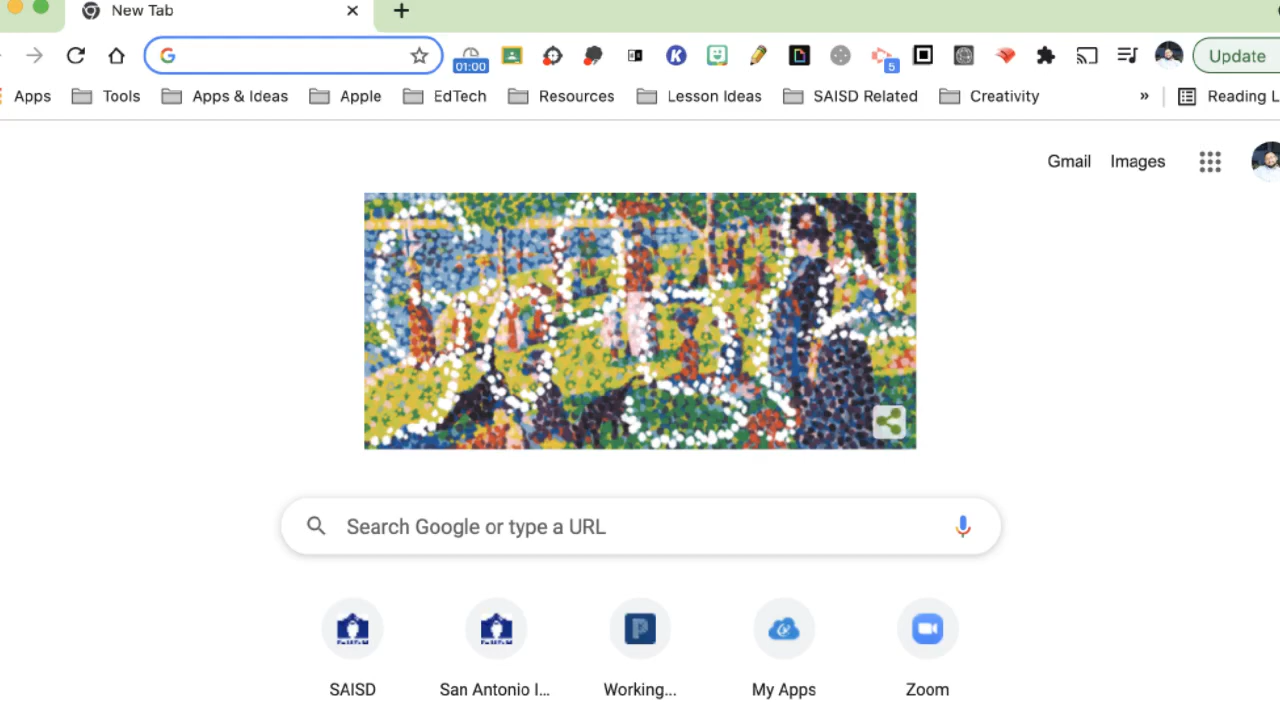 New Tab
01:00
K
5
Update
Apps Tools Apps & Ideas Apple EdTech Resources Lesson Ideas SAISD Related Creativity » Reading L
Gmail Images
Search Google or type a URL
SAISD San Antonio I... Working... My Apps Zoom